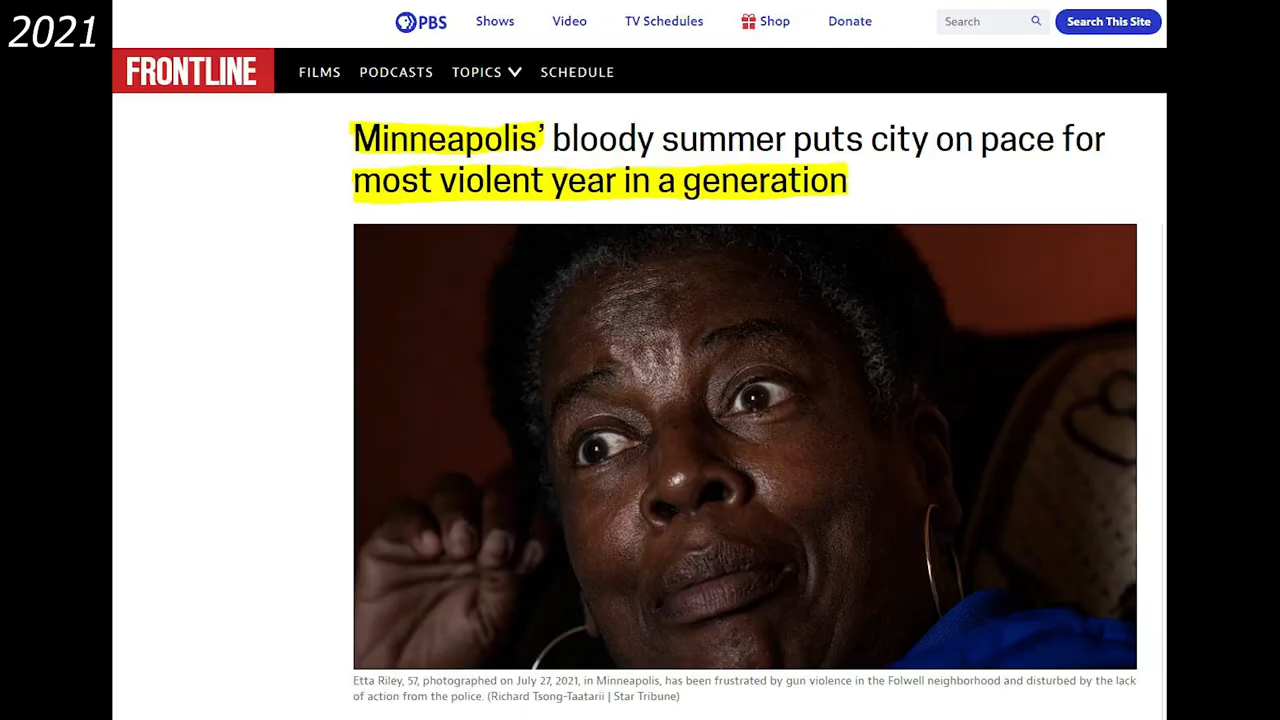 2021
PBS Shows Video TV Schedules Shop Donate Search Search This Site
FRONTLINE FILMS PODCASTS TOPICS SCHEDULE
Minneapolis’ bloody summer puts city on pace for
most violent year in a generation
Etta Riley, 57, photographed on July 27, 2021, in Minneapolis, has been frustrated by gun violence in the Folwell neighborhood and disturbed by the lack
of action from the police. (Richard Tsong-Taatarii | Star Tribune)